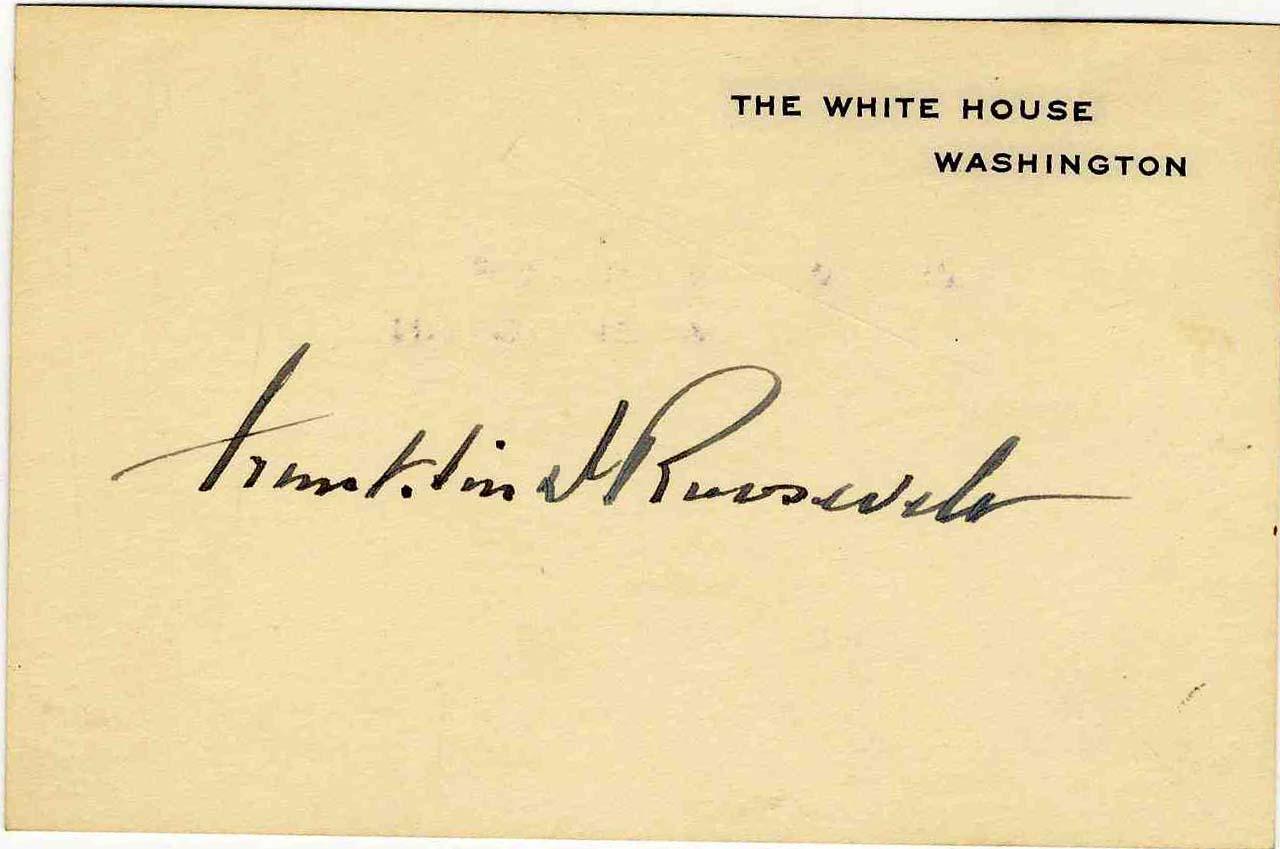 THE WHITE HOUSE
WASHINGTON
Franklin D Roosevelt